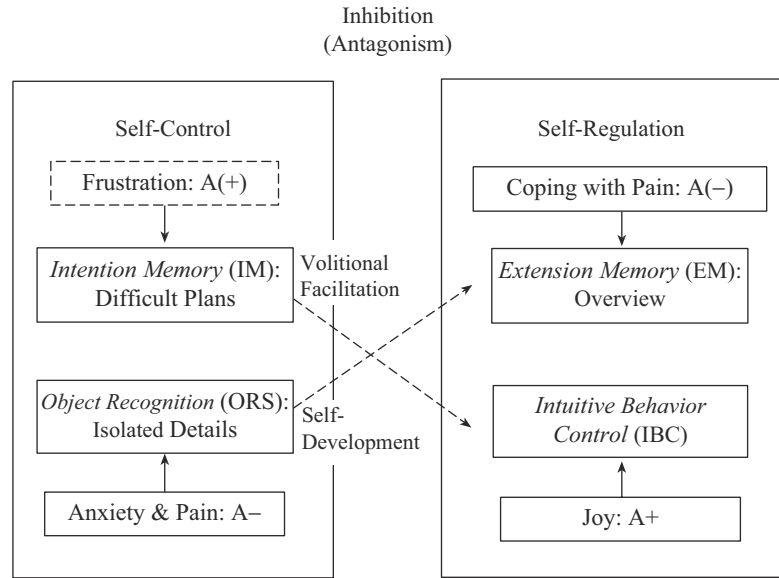 Inhibition
(Antagonism)
Self-Control
Frustration: A(+)
Intention Memory (IM):
Difficult Plans
Object Recognition (ORS):
Isolated Details
Anxiety & Pain: A–
Volitional
Facilitation
Self-
Development
Self-Regulation
Coping with Pain: A(–)
Extension Memory (EM):
Overview
Intuitive Behavior
Control (IBC)
Joy: A+